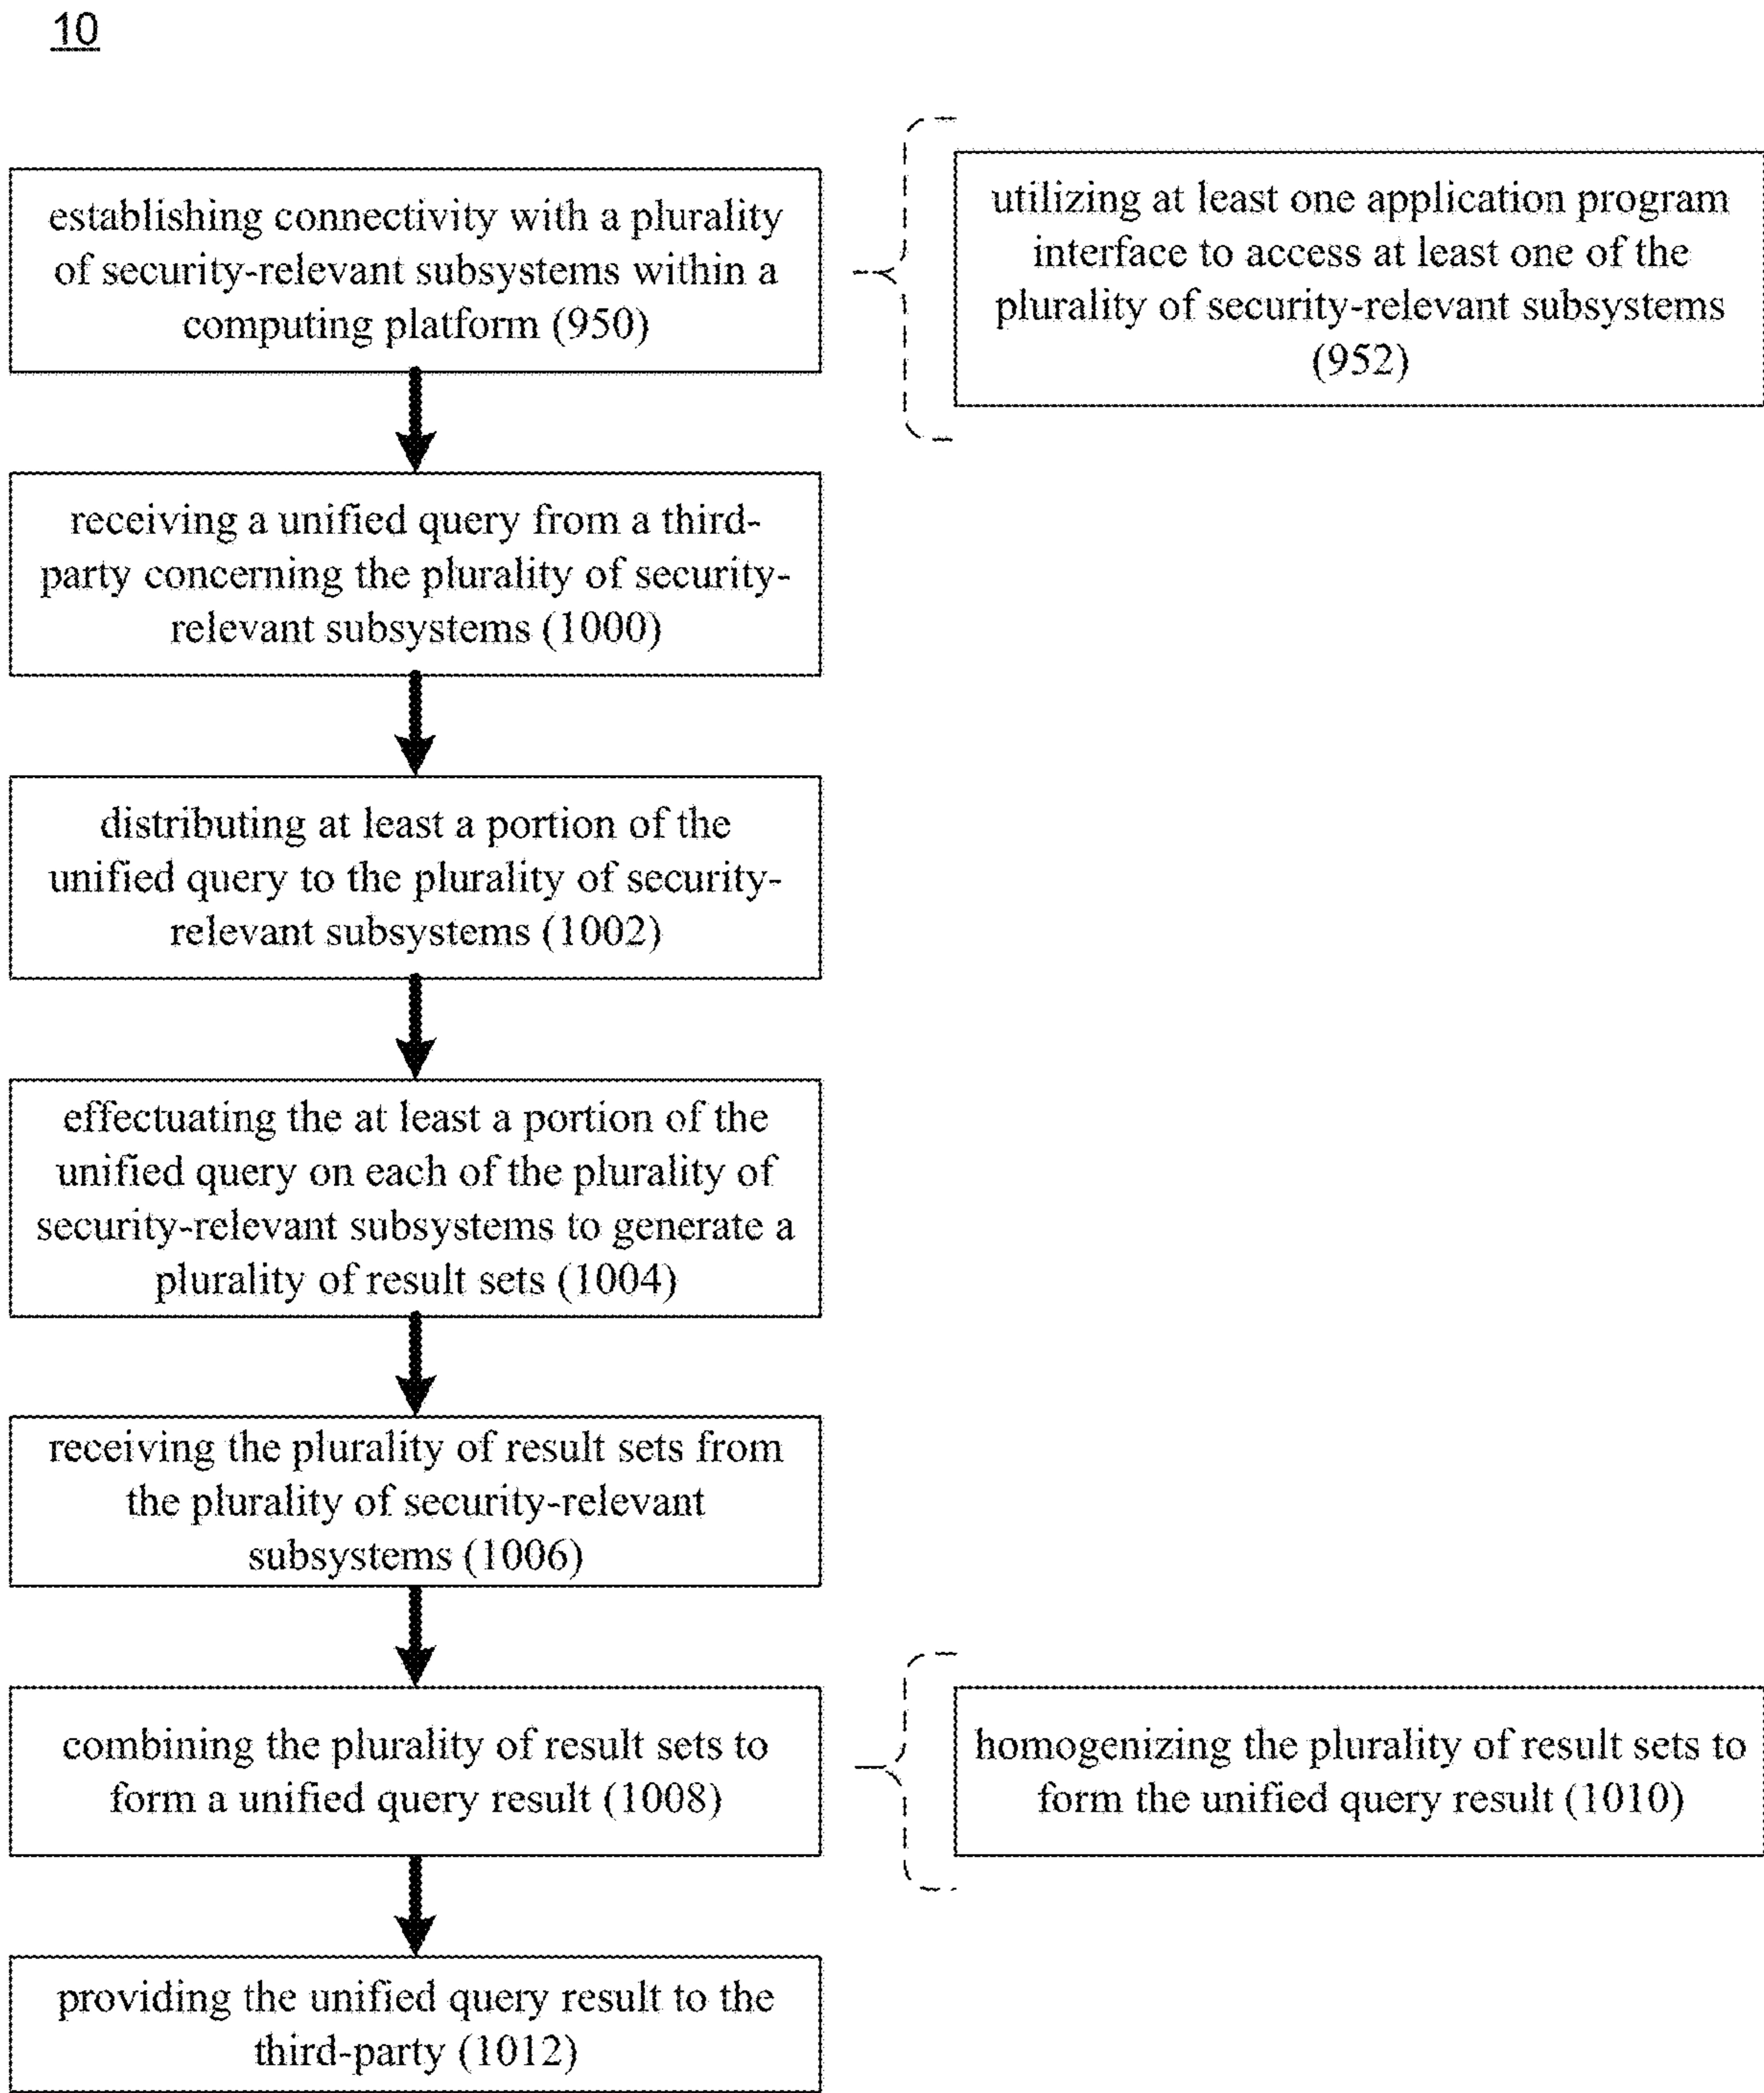 10
establishing connectivity with a plurality
of security-relevant subsystems within a
computing platform (950)
utilizing at least one application program
interface to access at least one of the
plurality of security-relevant subsystems
(952)
receiving a unified query from a third-
party concerning the plurality of security-
relevant subsystems (1000)
distributing at least a portion of the
unified query to the plurality of security-
relevant subsystems (1002)
effectuating the at least a portion of the
unified query on each of the plurality of
security-relevant subsystems to generate a
plurality of result sets (1004)
receiving the plurality of result sets from
the plurality of security-relevant
subsystems (1006)
combining the plurality of result sets to
form a unified query result (1008)
homogenizing the plurality of result sets to
form the unified query result (1010)
providing the unified query result to the
third-party (1012)